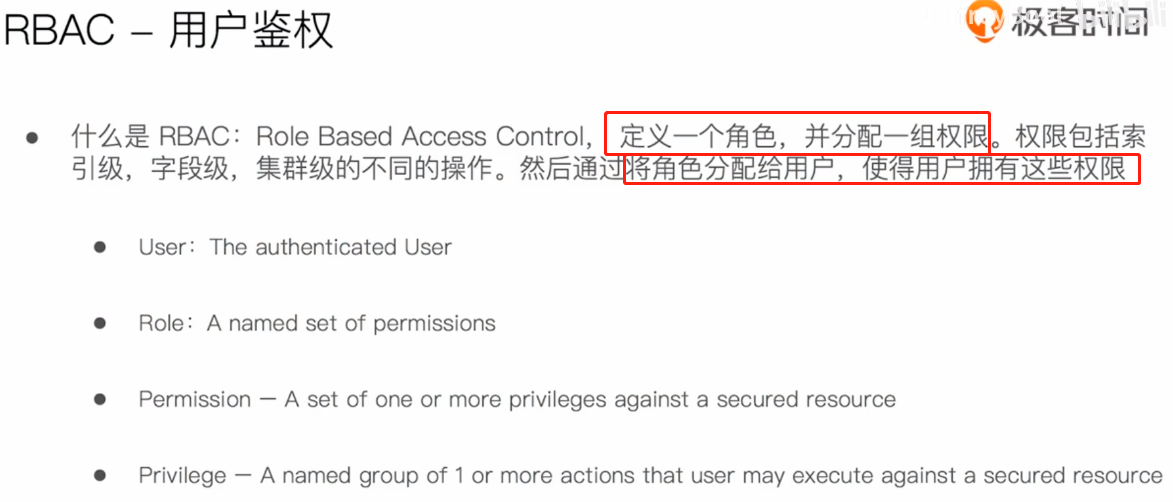 RBAC – 用户鉴权
极客时间
什么是 RBAC：Role Based Access Control， 定义一个角色，并分配一组权限。权限包括索
引级，字段级，集群级的不同的操作。然后通过将角色分配给用户，使得用户拥有这些权限
User：The authenticated User
Role：A named set of permissions
Permission — A set of one or more privileges against a secured resource
Privilege — A named group of 1 or more actions that user may execute against a secured resource